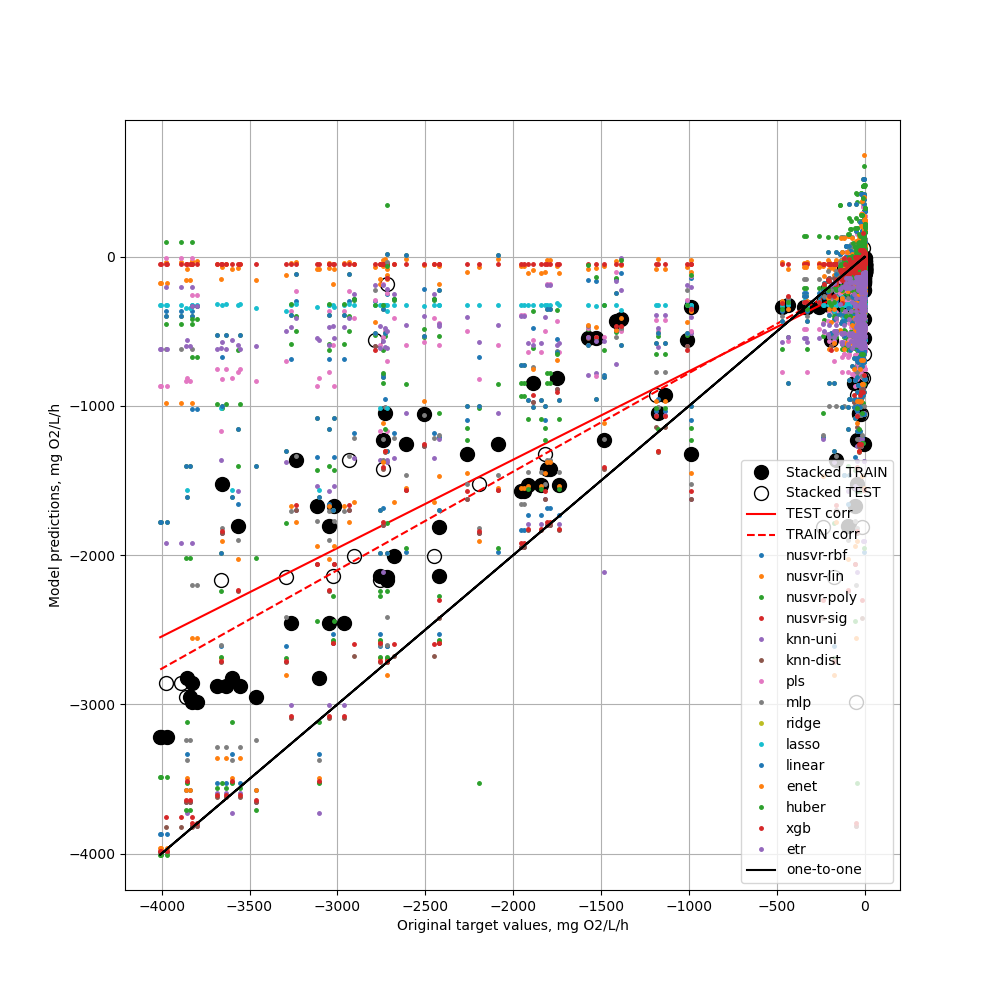 0
−1000
−2000
−3000
−4000
Model predictions, mg O2/L/h
−4000 −3500 −3000 −2500 −2000 −1500 −1000 −500 0
Original target values, mg O2/L/h
Stacked TRAIN
Stacked TEST
TEST corr
TRAIN corr
nusvr-rbf
nusvr-lin
nusvr-poly
nusvr-sig
knn-uni
knn-dist
pls
mlp
ridge
lasso
linear
enet
huber
xgb
etr
one-to-one